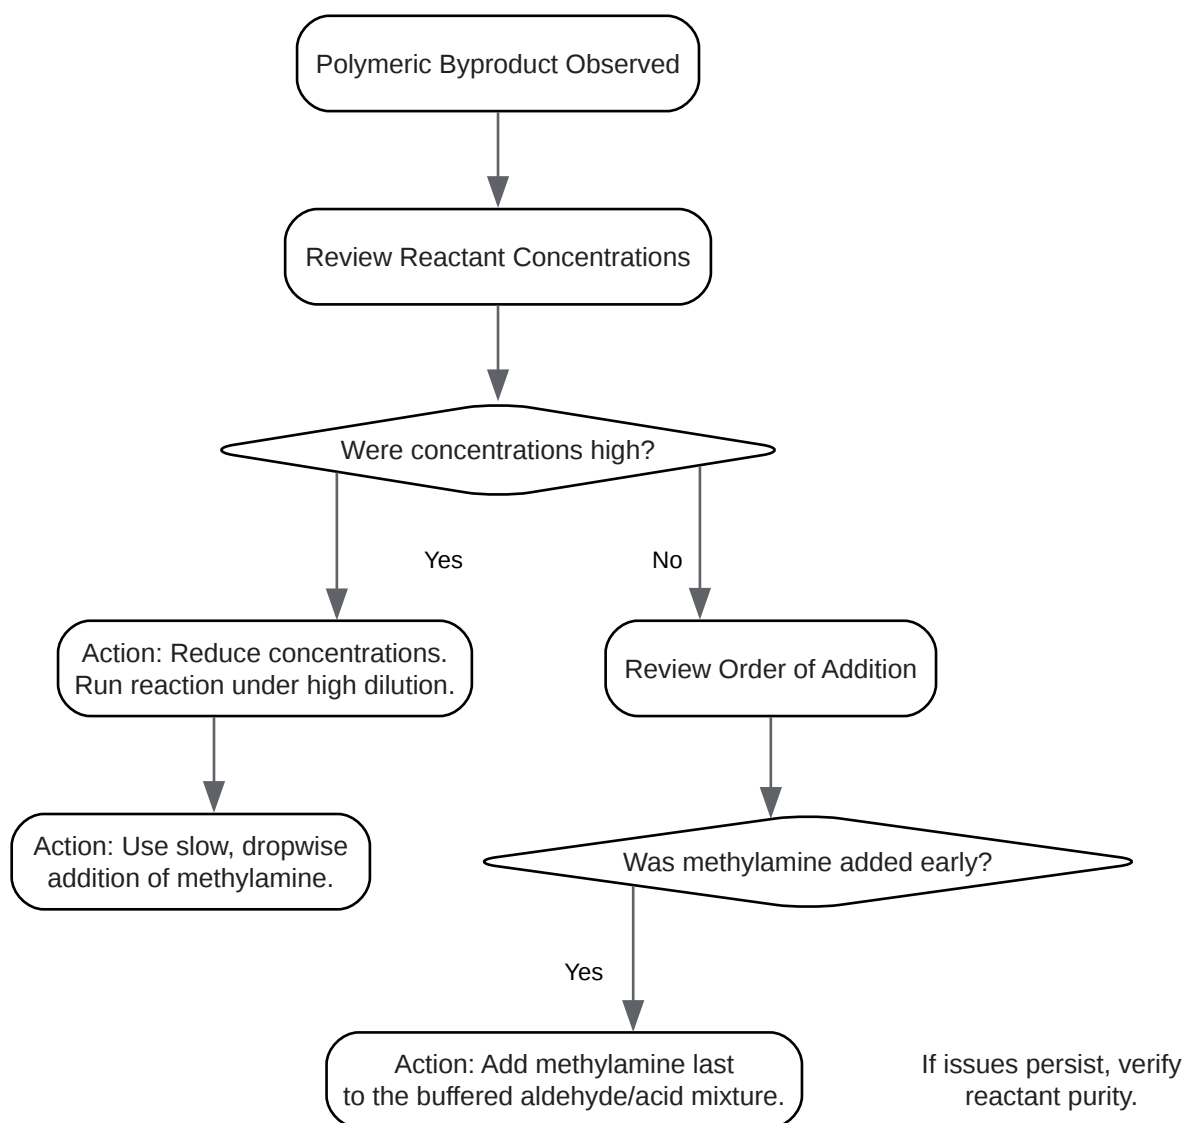 Polymeric Byproduct Observed
Review Reactant Concentrations
Were concentrations high?
Yes
No
Action: Reduce concentrations.
Run reaction under high dilution.
Review Order of Addition
Action: Use slow, dropwise
addition of methylamine.
Was methylamine added early?
Yes
Action: Add methylamine last
to the buffered aldehyde/acid mixture.
If issues persist, verify
reactant purity.